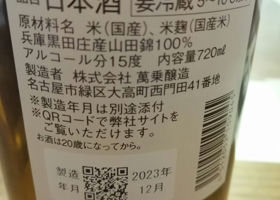 品目 日本酒 要冷蔵 5〜10
原材料名 米(国産)、米麹(国産米)
兵庫県黒田庄産山田錦100%
アルコール分15度 内容量720ml
製造者 株式会社 萬乗醸造
名古屋市緑区大高町西門田41番地
※製造年月は別途添付
※QRコードで弊社サイトを
ご覧いただけます。
お酒は20歳になってから。
製造 2023年
年月 12月